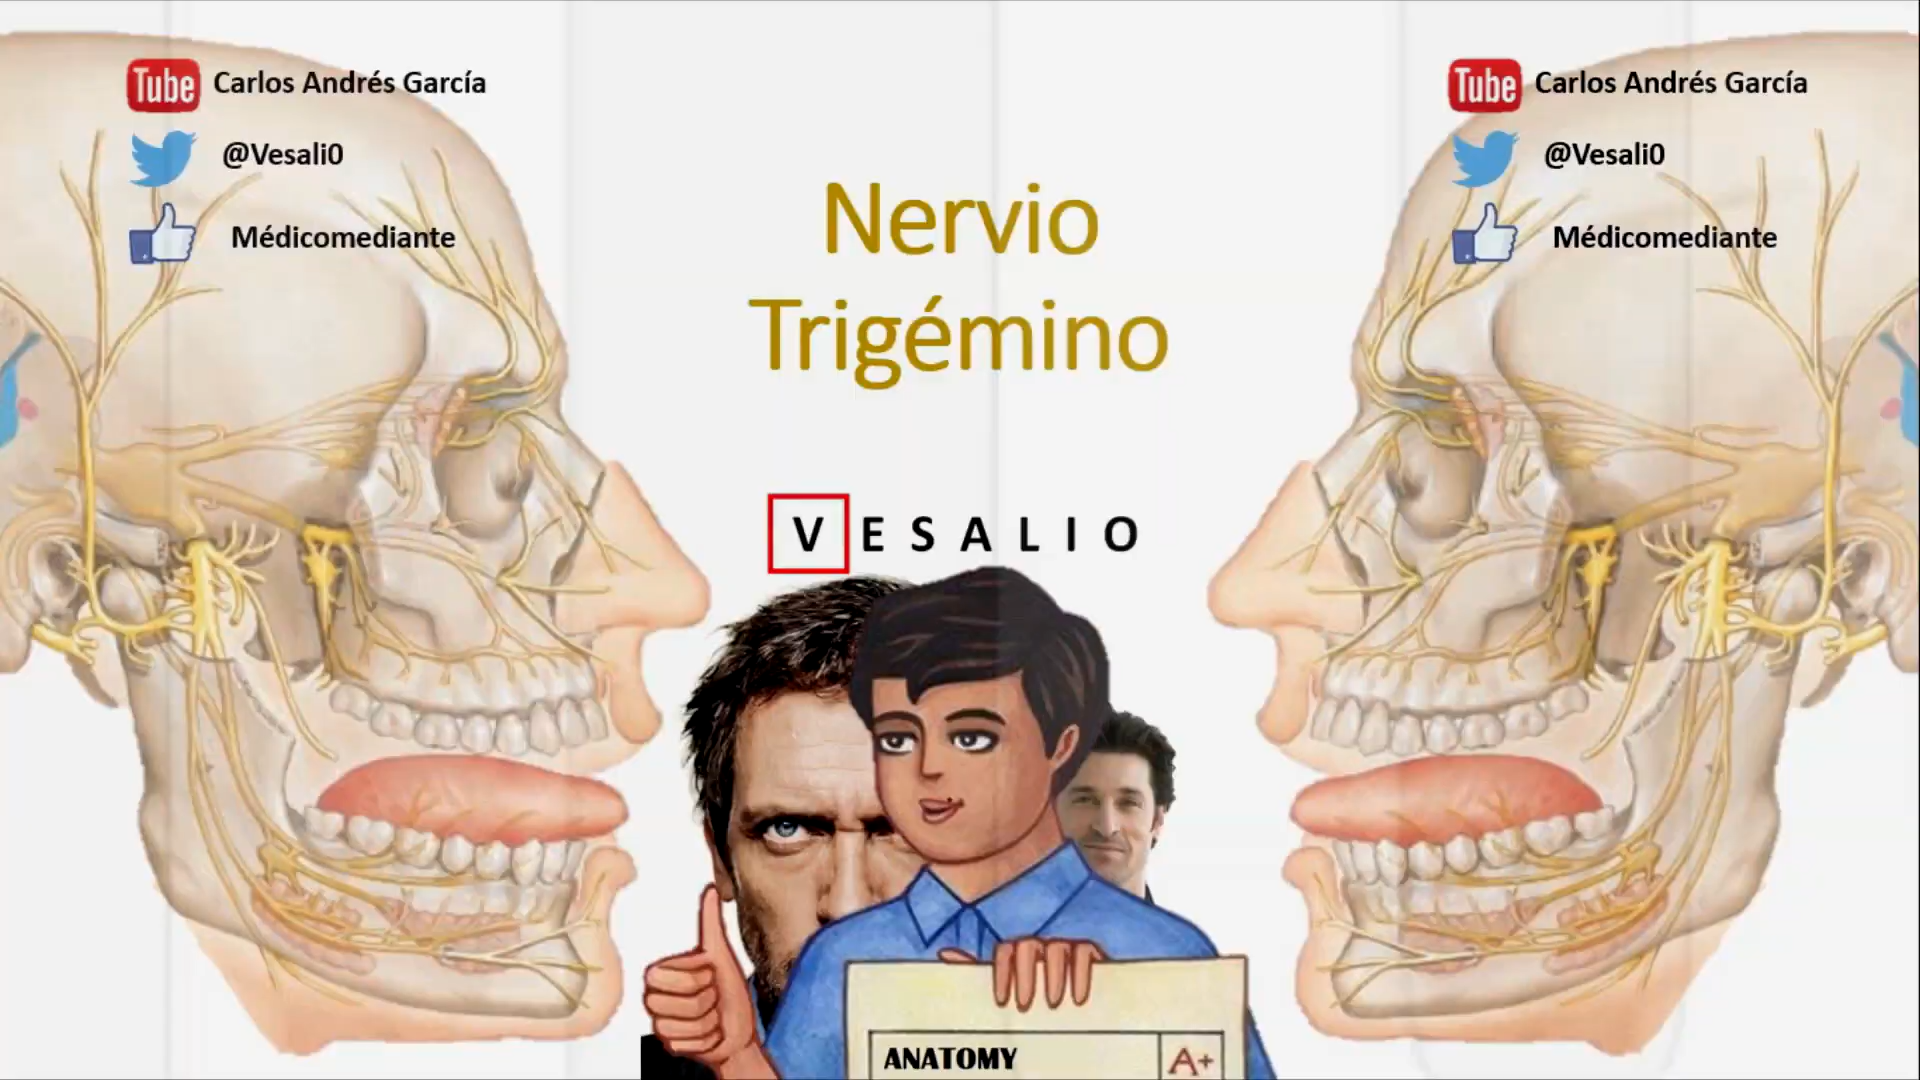 Tube Carlos Andrés García
@Vesali0
Médicomediante
Tube Carlos Andrés García
@Vesali0
Médicomediante
Nervio
Trigémino
VESALIO
ANATOMY A+